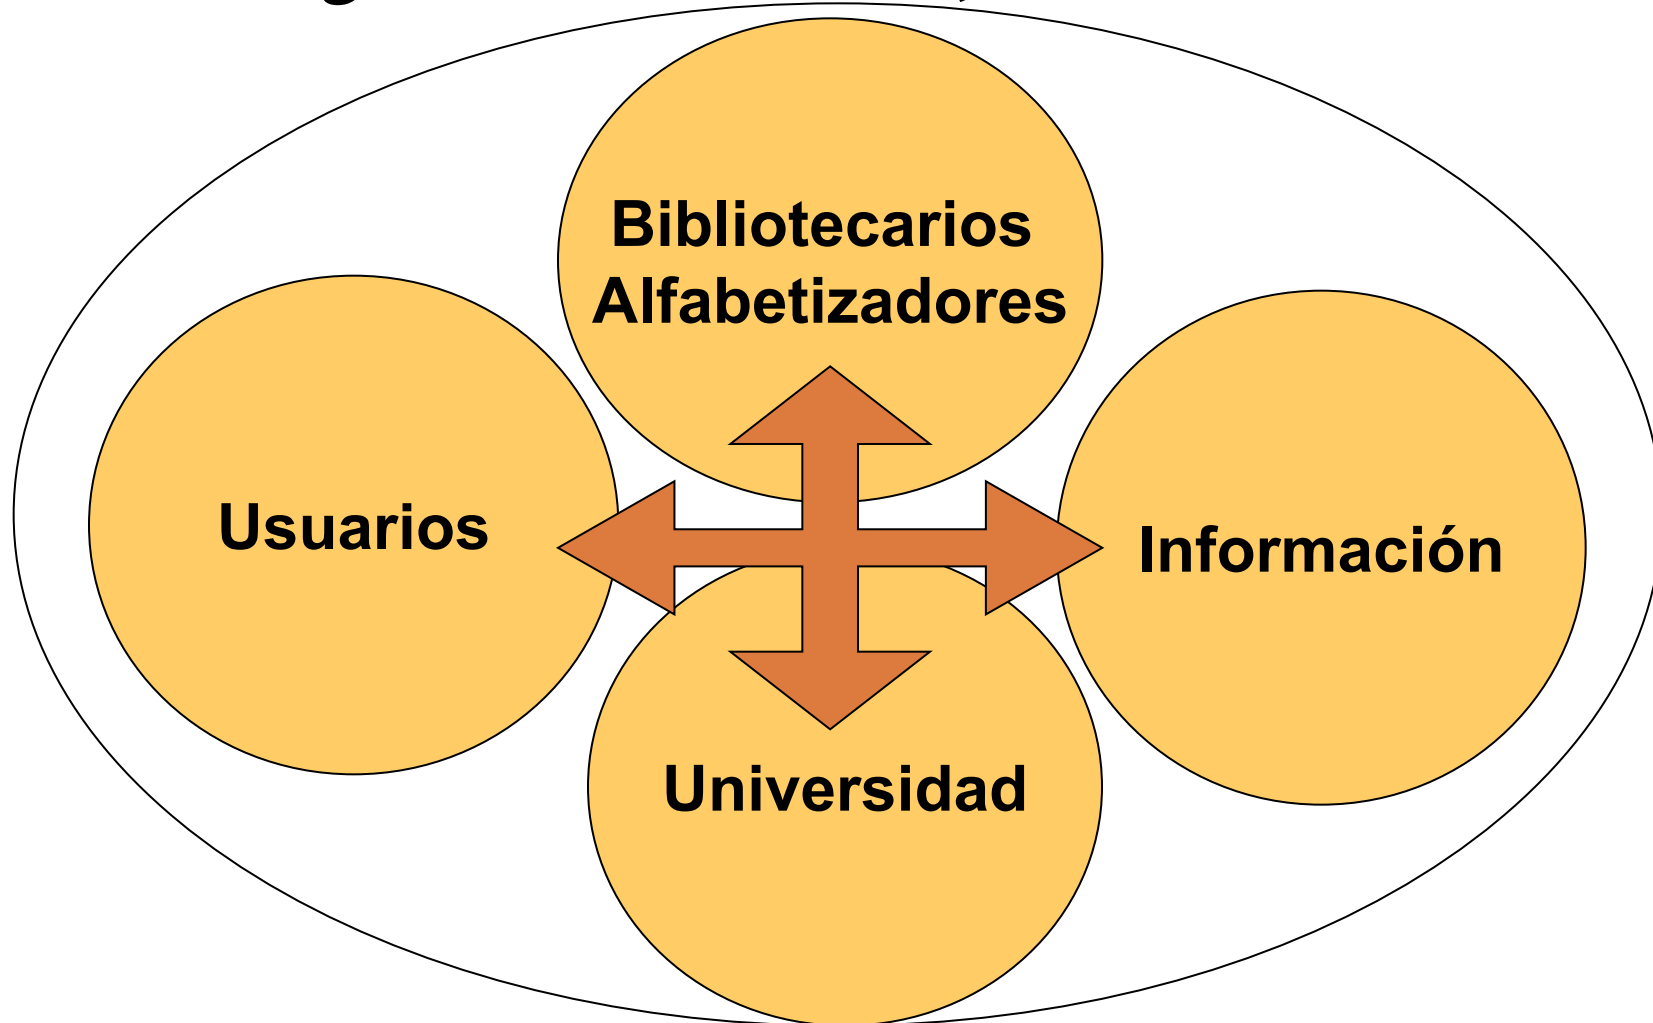 Bibliotecarios
Alfabetizadores
Usuarios
Información
Universidad